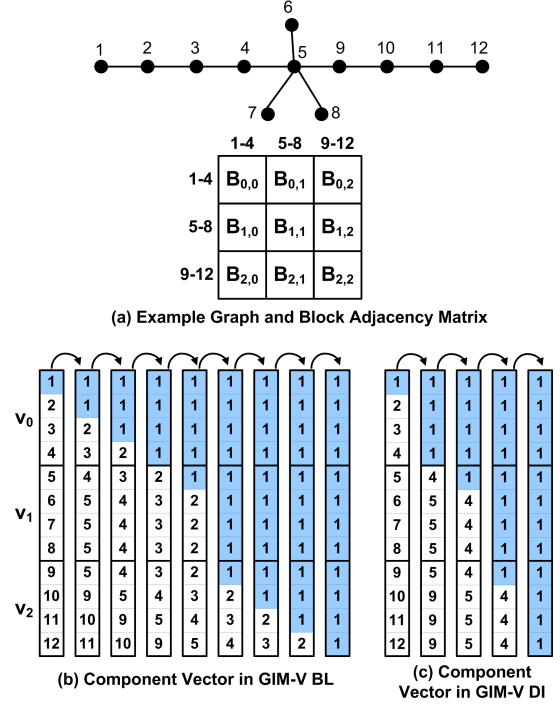 6
1 2 3 4 5 9 10 11 12
7 8
1-4 5-8 9-12
1-4 B0,0 B0,1 B0,2
5-8 B1,0 B1,1 B1,2
9-12 B2,0 B2,1 B2,2
(a) Example Graph and Block Adjacency Matrix
v0
v1
v2
1 1 1 1 1 1 1 1 1
2 1 1 1 1 1 1 1 1
3 2 1 1 1 1 1 1 1
4 3 2 1 1 1 1 1 1
5 4 3 2 1 1 1 1 1
6 5 4 3 2 1 1 1 1
7 5 4 3 2 1 1 1 1
8 5 4 3 2 1 1 1 1
9 5 4 3 2 1 1 1 1
10 9 5 4 3 2 1 1 1
11 10 9 5 4 3 2 1 1
12 11 10 9 5 4 3 2 1
(b) Component Vector in GIM-V BL
1 1 1 1 1
2 1 1 1 1
3 1 1 1 1
4 1 1 1 1
5 4 1 1 1
6 5 4 1 1
7 5 4 1 1
8 5 4 1 1
9 5 4 1 1
10 9 5 4 1
11 9 5 4 1
12 9 5 4 1
(c) Component
Vector in GIM-V DI